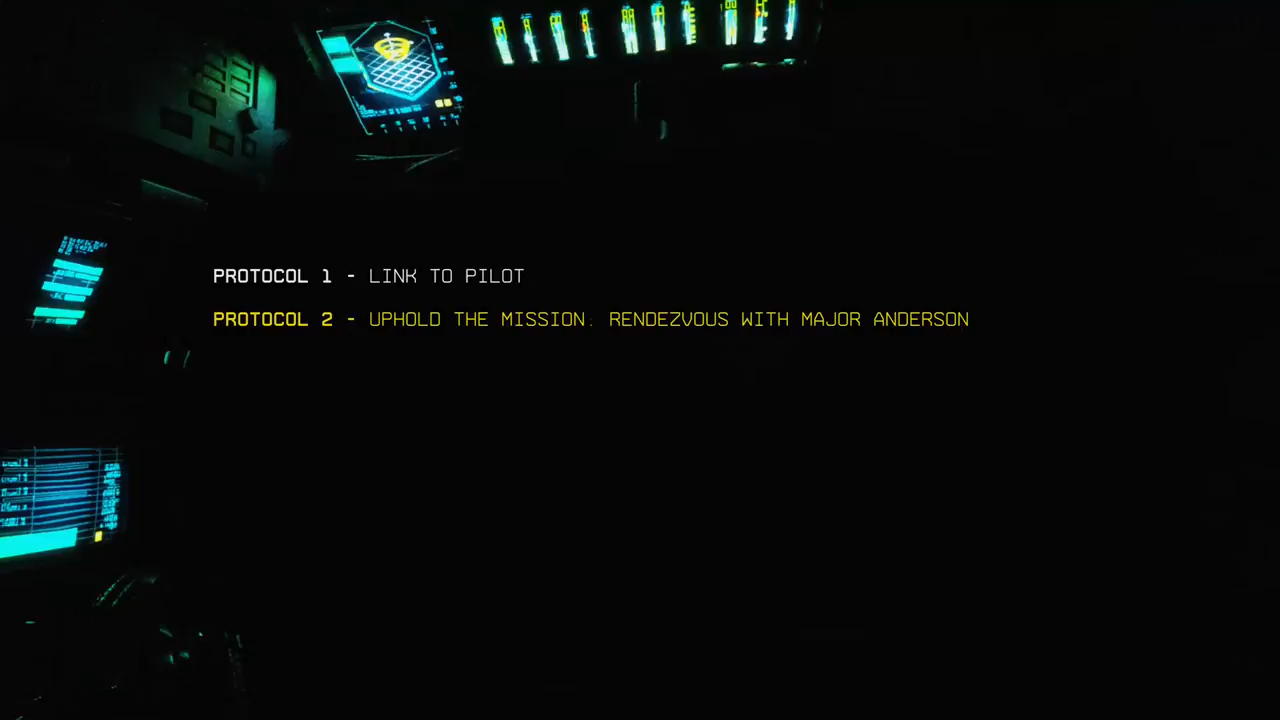 PROTOCOL 1 - LINK TO PILOT
PROTOCOL 2 - UPHOLD THE MISSION: RENDEZVOUS WITH MAJOR ANDERSON